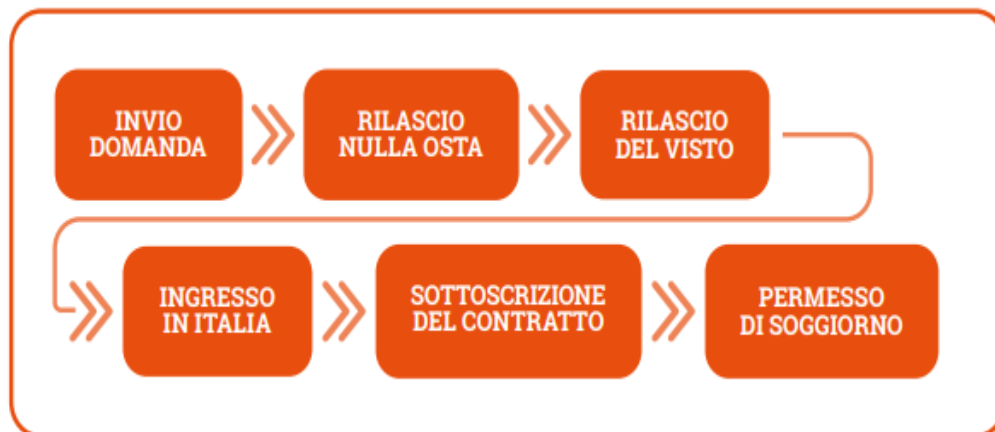 INVIO
DOMANDA
RILASCIO
NULLA OSTA
RILASCIO
DEL VISTO
INGRESSO
IN ITALIA
SOTTOSCRIZIONE
DEL CONTRATTO
PERMESSO
DI SOGGIORNO